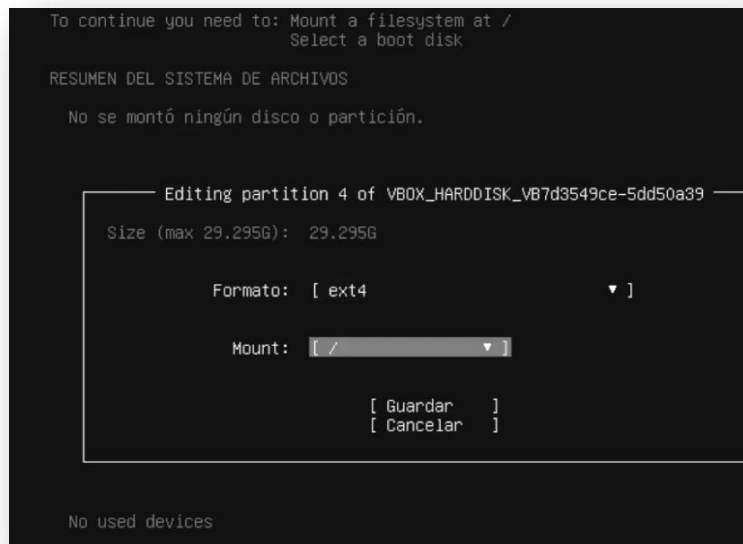 To continue you need to: Mount a filesystem at /
Select a boot disk
RESUMEN DEL SISTEMA DE ARCHIVOS
No se montó ningún disco o partición.
Editing partition 4 of VBOX_HARDDISK_VB7d3549ce-5dd50a39
Size (max 29.295G): 29.295G
Formato: [ ext4 ▼ ]
Mount: [ / ▼ ]
[ Guardar ]
[ Cancelar ]
No used devices